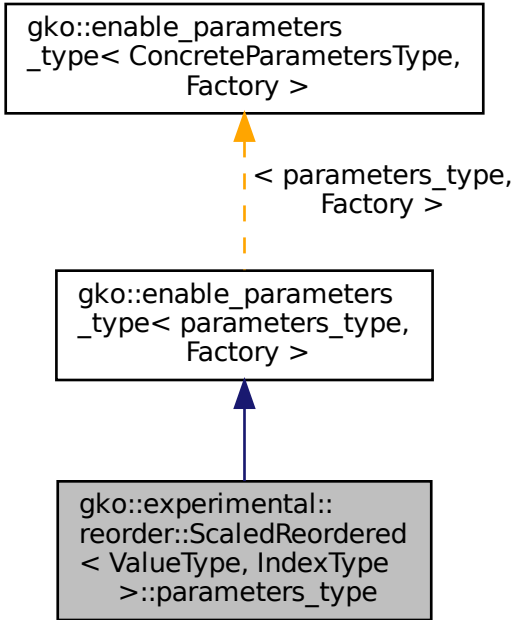 gko::enable_parameters
_type< ConcreteParametersType,
Factory >
< parameters_type,
Factory >
gko::enable_parameters
_type< parameters_type,
Factory >
gko::experimental::
reorder::ScaledReordered
< ValueType, IndexType
>::parameters_type